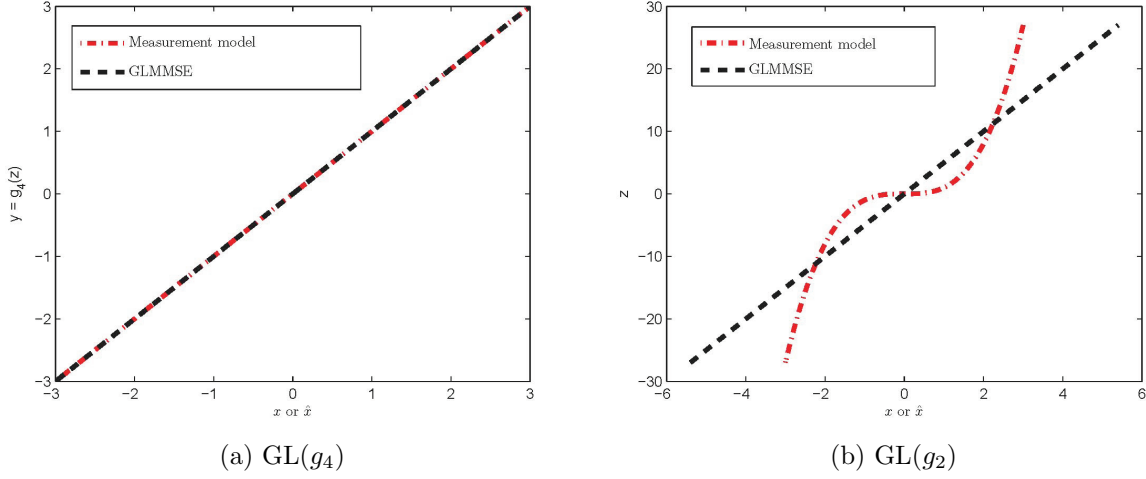 3
2
1
0
−1
−2
−3
y = g₄(z)
Measurement model
GLMMSE
−3 −2 −1 0 1 2 3
x or x̂
(a) GL(g₄)
30
20
10
0
−10
−20
−30
z
Measurement model
GLMMSE
−6 −4 −2 0 2 4 6
x or x̂
(b) GL(g₂)